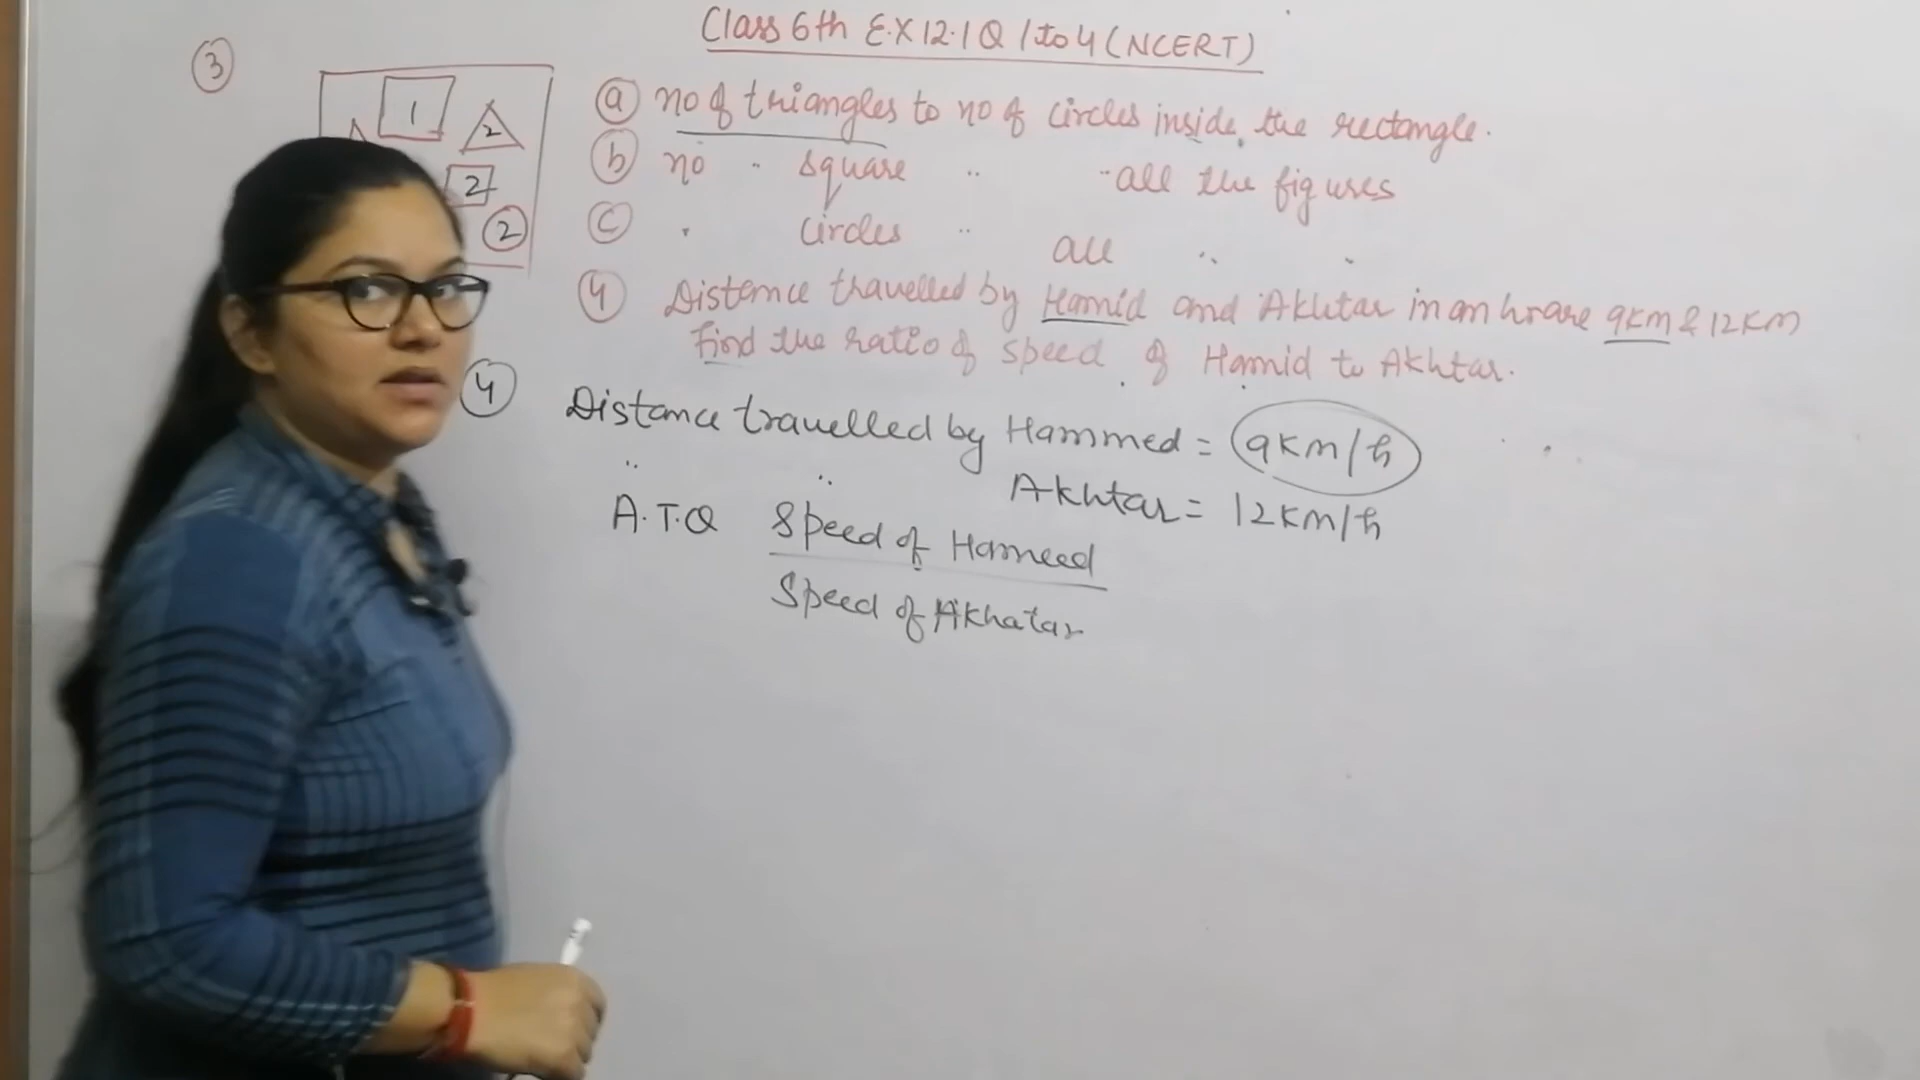 Class 6th E.X 12.1 Q 1 to 4 (NCERT)
3
1
2
2
2
a no of triangles to no of circles inside the rectangle.
b no " square " " all the figures
c " circles " all " "
4 Distance travelled by Hamid and Akhtar in an hr are 9km & 12km
Find the ratio of speed of Hamid to Akhtar.
4 Distance travelled by Hammed = 9km/h
" " Akhtar = 12km/h
A.T.Q Speed of Hameed
Speed of Akhatar